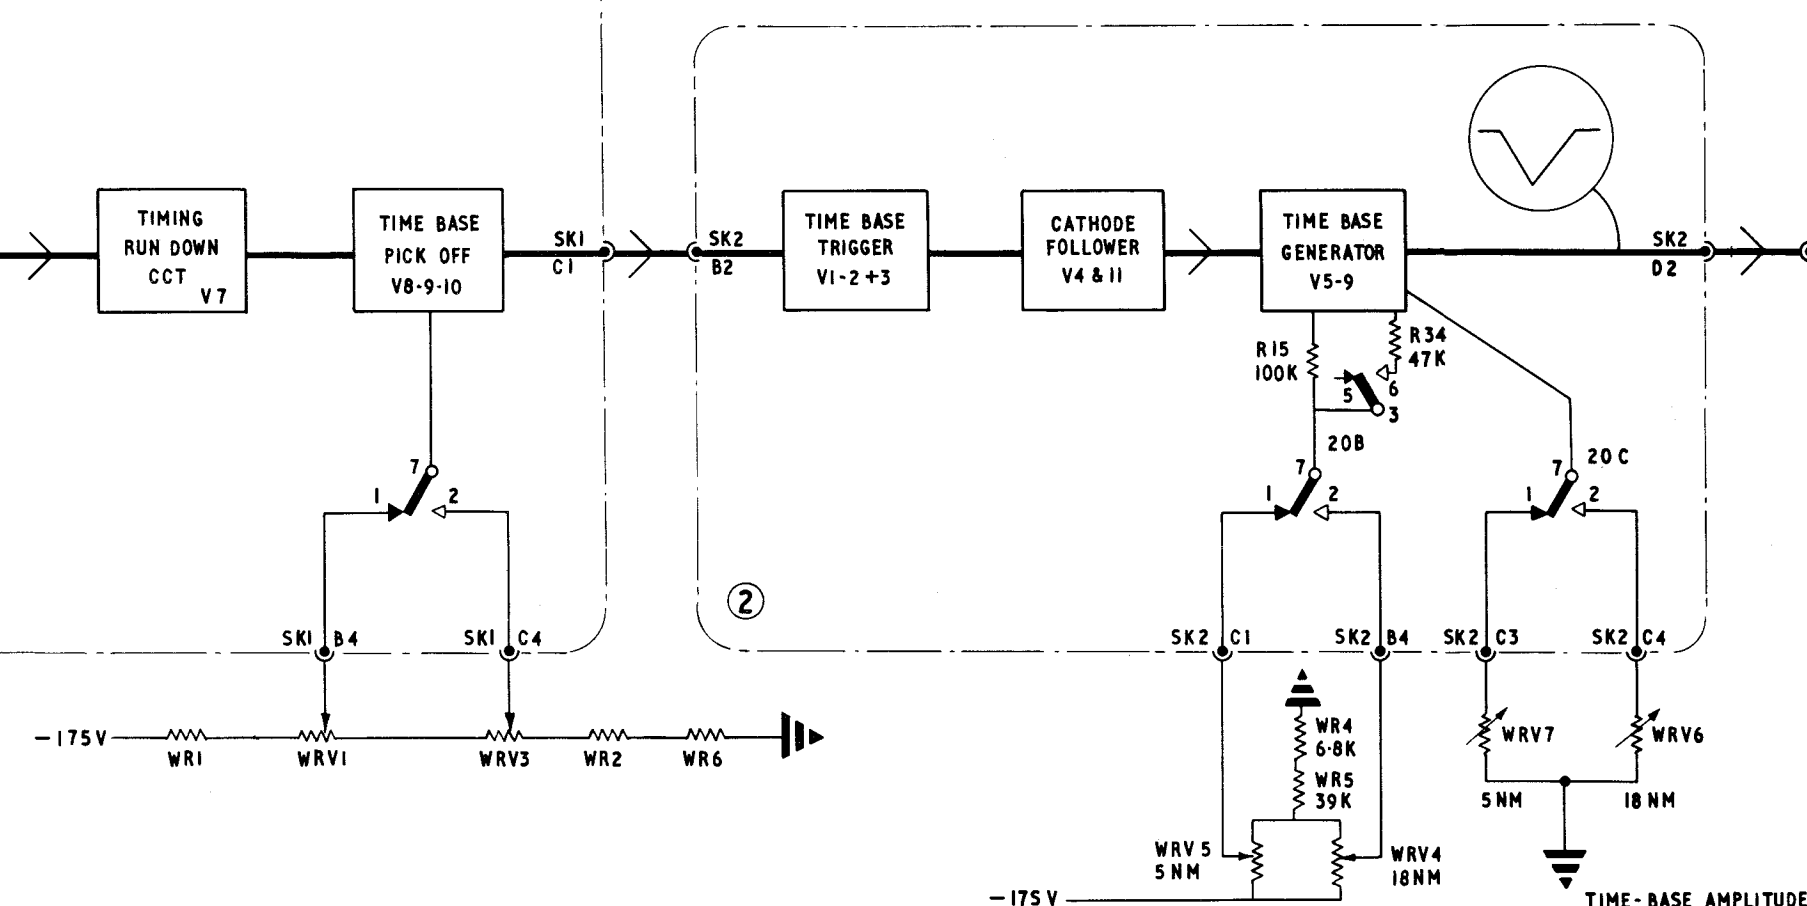 TIMING
RUN DOWN
CCT
V7
TIME BASE
PICK OFF
V8-9-10
SK1
C1
SK2
B2
TIME BASE
TRIGGER
V1-2+3
CATHODE
FOLLOWER
V4 & 11
TIME BASE
GENERATOR
V5-9
SK2
D2
R15
100K
R34
47K
5
6
3
20B
7
1
2
7
1
2
20C
7
1
2
2
SK1 B4
SK1 C4
SK2 C1
SK2 B4
SK2 C3
SK2 C4
-175V
WR1
WRV1
WRV3
WR2
WR6
WR4
6.8K
WR5
39K
WRV7
WRV6
5NM
18NM
WRV5
5NM
WRV4
18NM
-175V
TIME-BASE AMPLITUDE